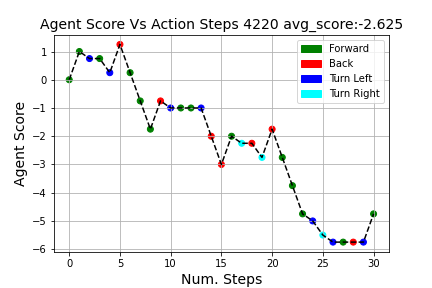 Agent Score Vs Action Steps 4220 avg_score:-2.625
Forward
Back
Turn Left
Turn Right
Agent Score
1
0
−1
−2
−3
−4
−5
−6
0 5 10 15 20 25 30
Num. Steps